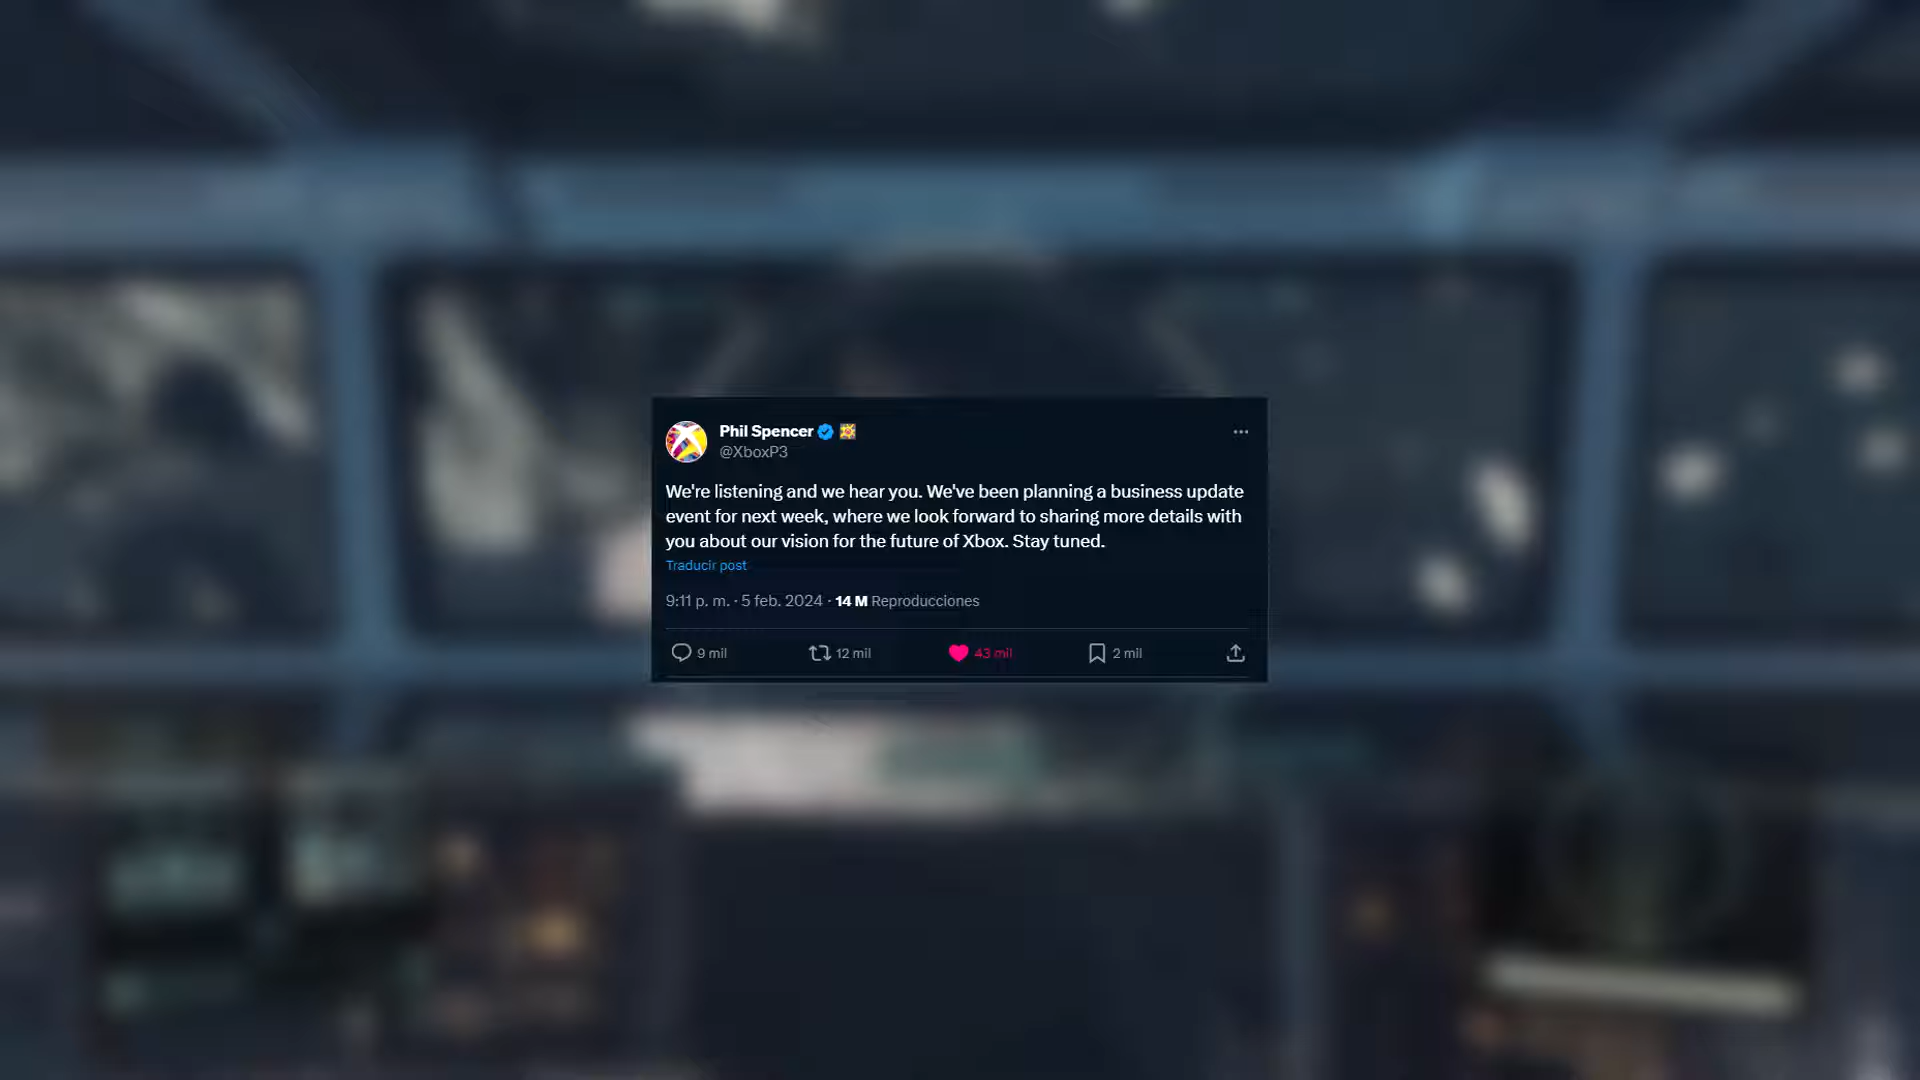 Phil Spencer
@XboxP3
We're listening and we hear you. We've been planning a business update
event for next week, where we look forward to sharing more details with
you about our vision for the future of Xbox. Stay tuned.
Traducir post
9:11 p. m. · 5 feb. 2024 · 14 M Reproducciones
9 mil 12 mil 43 mil 2 mil